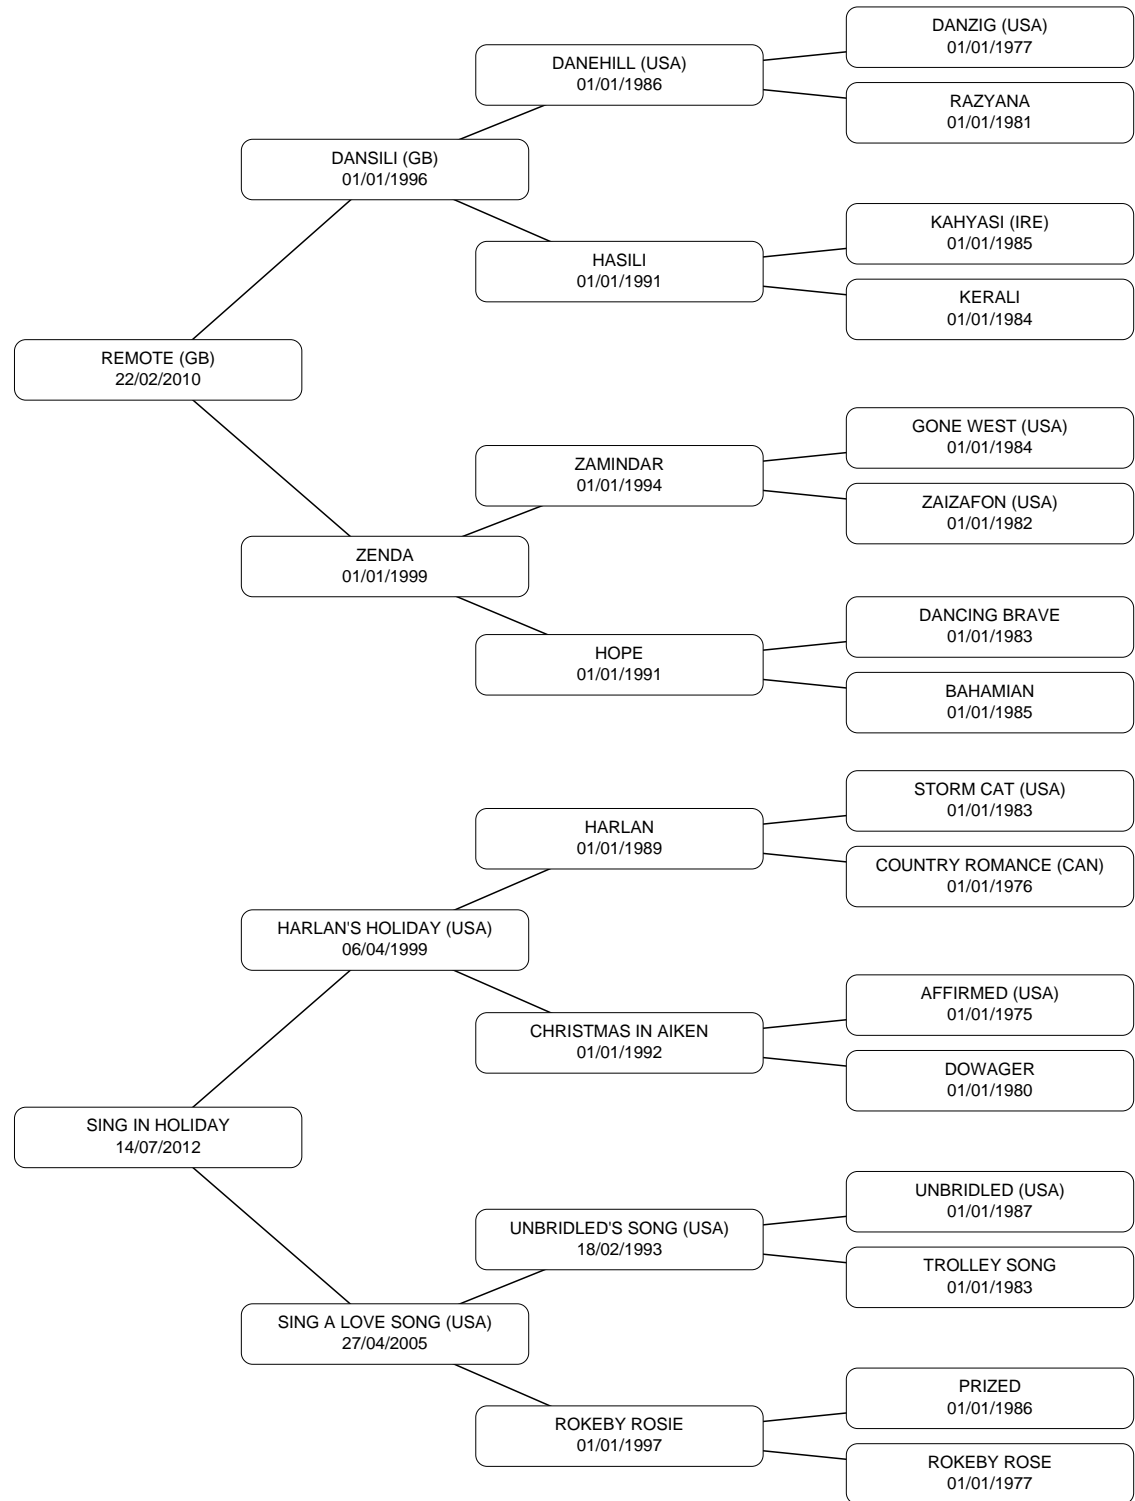 DANZIG (USA)
01/01/1977
DANEHILL (USA)
01/01/1986
RAZYANA
01/01/1981
DANSILI (GB)
01/01/1996
KAHYASI (IRE)
01/01/1985
HASILI
01/01/1991
KERALI
01/01/1984
REMOTE (GB)
22/02/2010
GONE WEST (USA)
01/01/1984
ZAMINDAR
01/01/1994
ZAIZAFON (USA)
01/01/1982
ZENDA
01/01/1999
DANCING BRAVE
01/01/1983
HOPE
01/01/1991
BAHAMIAN
01/01/1985
STORM CAT (USA)
01/01/1983
HARLAN
01/01/1989
COUNTRY ROMANCE (CAN)
01/01/1976
HARLAN'S HOLIDAY (USA)
06/04/1999
AFFIRMED (USA)
01/01/1975
CHRISTMAS IN AIKEN
01/01/1992
DOWAGER
01/01/1980
SING IN HOLIDAY
14/07/2012
UNBRIDLED (USA)
01/01/1987
UNBRIDLED'S SONG (USA)
18/02/1993
TROLLEY SONG
01/01/1983
SING A LOVE SONG (USA)
27/04/2005
PRIZED
01/01/1986
ROKEBY ROSIE
01/01/1997
ROKEBY ROSE
01/01/1977